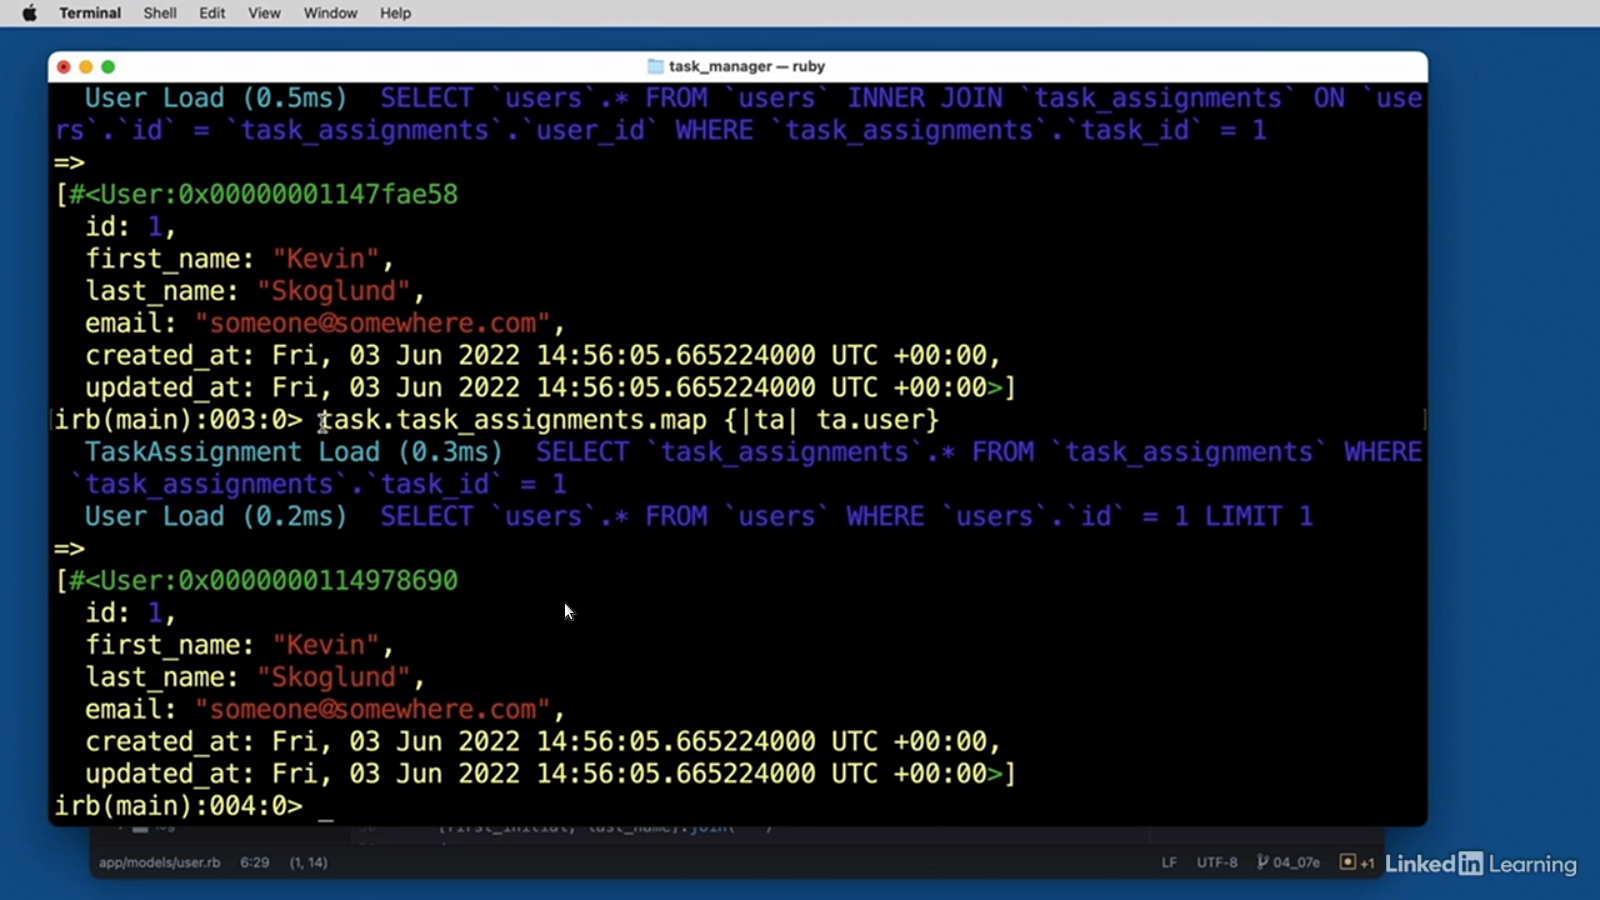 Terminal Shell Edit View Window Help
task_manager — ruby
User Load (0.5ms) SELECT `users`.* FROM `users` INNER JOIN `task_assignments` ON `use
rs`.`id` = `task_assignments`.`user_id` WHERE `task_assignments`.`task_id` = 1
=>
[#<User:0x00000001147fae58
id: 1,
first_name: "Kevin",
last_name: "Skoglund",
email: "someone@somewhere.com",
created_at: Fri, 03 Jun 2022 14:56:05.665224000 UTC +00:00,
updated_at: Fri, 03 Jun 2022 14:56:05.665224000 UTC +00:00>]
irb(main):003:0> task.task_assignments.map {|ta| ta.user}
TaskAssignment Load (0.3ms) SELECT `task_assignments`.* FROM `task_assignments` WHERE
`task_assignments`.`task_id` = 1
User Load (0.2ms) SELECT `users`.* FROM `users` WHERE `users`.`id` = 1 LIMIT 1
=>
[#<User:0x0000000114978690
id: 1,
first_name: "Kevin",
last_name: "Skoglund",
email: "someone@somewhere.com",
created_at: Fri, 03 Jun 2022 14:56:05.665224000 UTC +00:00,
updated_at: Fri, 03 Jun 2022 14:56:05.665224000 UTC +00:00>]
irb(main):004:0> _
app/models/user.rb 6:29 (1, 14) LF UTF-8 04_07e +1 LinkedIn Learning